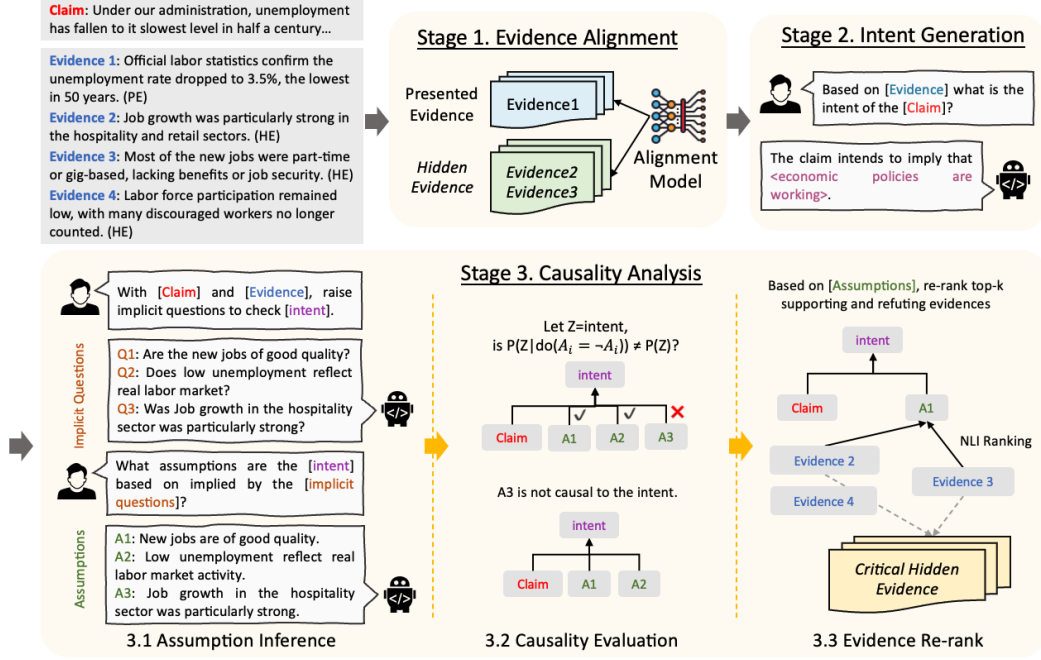 Claim: Under our administration, unemployment
has fallen to it slowest level in half a century...
Evidence 1: Official labor statistics confirm the
unemployment rate dropped to 3.5%, the lowest
in 50 years. (PE)
Evidence 2: Job growth was particularly strong in
the hospitality and retail sectors. (HE)
Evidence 3: Most of the new jobs were part-time
or gig-based, lacking benefits or job security. (HE)
Evidence 4: Labor force participation remained
low, with many discouraged workers no longer
counted. (HE)
Stage 1. Evidence Alignment
Presented
Evidence
Evidence1
Hidden
Evidence
Evidence2
Evidence3
Alignment
Model
Stage 2. Intent Generation
Based on [Evidence] what is the
intent of the [Claim]?
The claim intends to imply that
<economic policies are
working>.
Stage 3. Causality Analysis
With [Claim] and [Evidence], raise
implicit questions to check [intent].
Implicit Questions
Q1: Are the new jobs of good quality?
Q2: Does low unemployment reflect
real labor market?
Q3: Was Job growth in the hospitality
sector was particularly strong?
What assumptions are the [intent]
based on implied by the [implicit
questions]?
Assumptions
A1: New jobs are of good quality.
A2: Low unemployment reflect real
labor market activity.
A3: Job growth in the hospitality
sector was particularly strong.
3.1 Assumption Inference
Let Z=intent,
is P(Z|do(Aᵢ = ¬Aᵢ)) ≠ P(Z)?
intent
✓ ✓ ✗
Claim A1 A2 A3
A3 is not causal to the intent.
intent
Claim A1 A2
3.2 Causality Evaluation
Based on [Assumptions], re-rank top-k
supporting and refuting evidences
intent
Claim A1
NLI Ranking
Evidence 2
Evidence 3
Evidence 4
Critical Hidden
Evidence
3.3 Evidence Re-rank